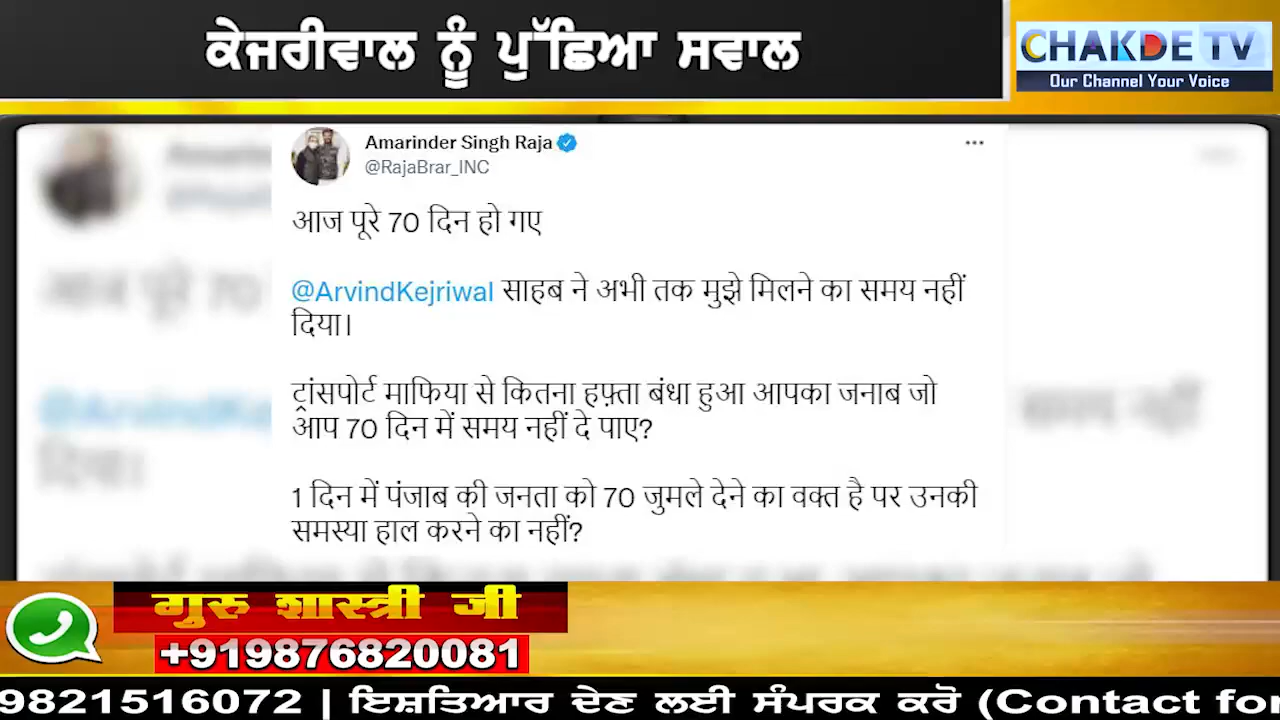 ਕੇਜਰੀਵਾਲ ਨੂੰ ਪੁੱਛਿਆ ਸਵਾਲ
CHAKDE TV
Our Channel Your Voice
Amarinder Singh Raja
@RajaBrar_INC
आज पूरे 70 दिन हो गए
@ArvindKejriwal साहब ने अभी तक मुझे मिलने का समय नहीं
दिया।
ट्रांसपोर्ट माफिया से कितना हफ़्ता बंधा हुआ आपका जनाब जो
आप 70 दिन में समय नहीं दे पाए?
1 दिन में पंजाब की जनता को 70 जुमले देने का वक्त है पर उनकी
समस्या हाल करने का नहीं?
ਗੁਰੂ ਸ਼ਾਸਤ੍ਰੀ ਜੀ
+919876820081
9821516072 | ਇਸ਼ਤਿਆਰ ਦੇਣ ਲਈ ਸੰਪਰਕ ਕਰੋ (Contact for